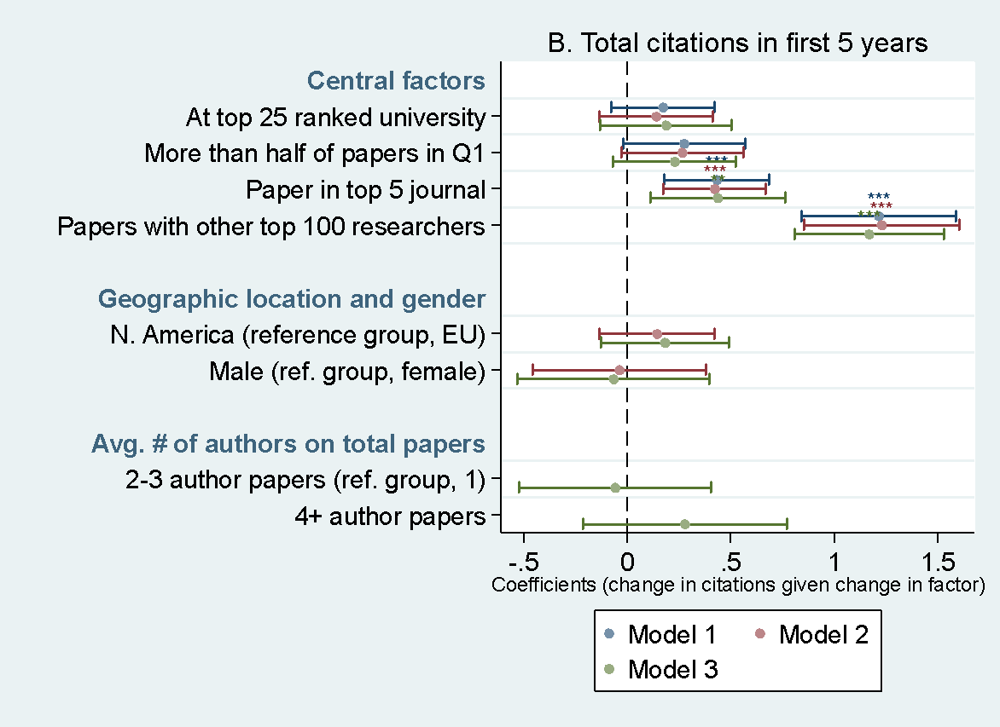 B. Total citations in first 5 years
Central factors
At top 25 ranked university
More than half of papers in Q1
***
***
**
Paper in top 5 journal
***
***
***
Papers with other top 100 researchers
Geographic location and gender
N. America (reference group, EU)
Male (ref. group, female)
Avg. # of authors on total papers
2-3 author papers (ref. group, 1)
4+ author papers
-.5 0 .5 1 1.5
Coefficients (change in citations given change in factor)
Model 1 Model 2
Model 3